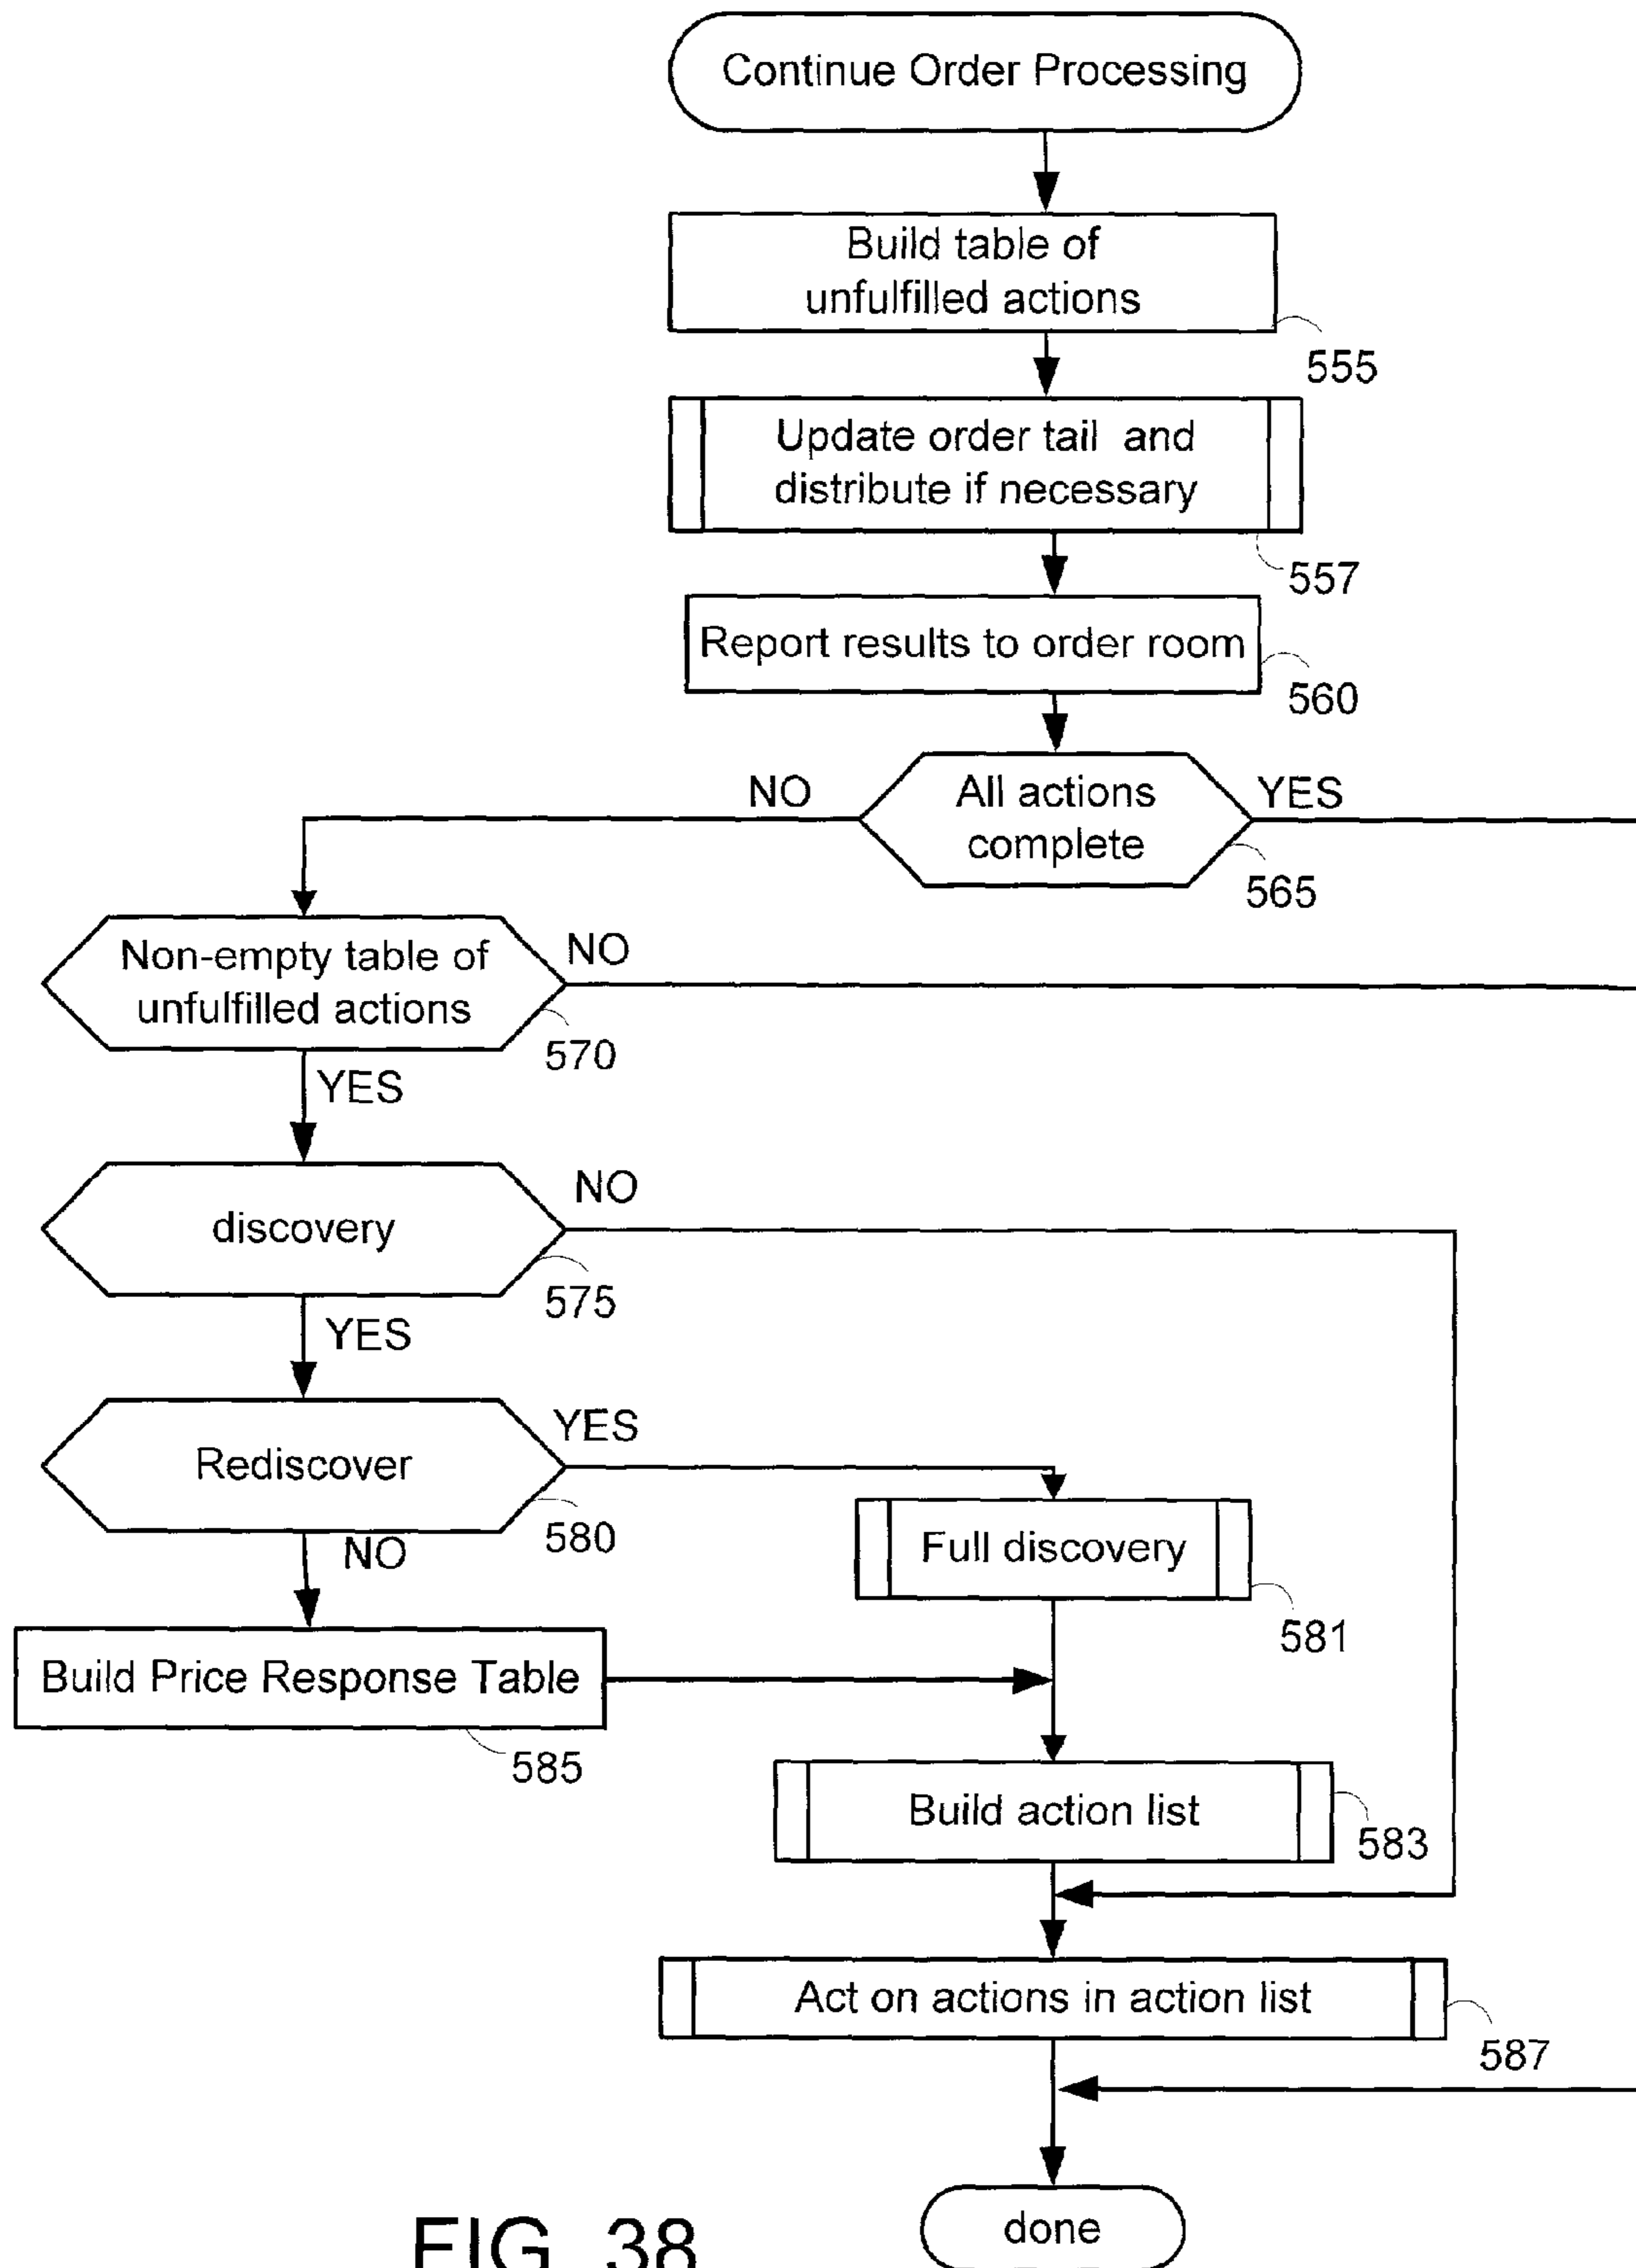 Continue Order Processing
Build table of
unfulfilled actions
555
Update order tail and
distribute if necessary
557
Report results to order room
560
NO
All actions
complete
YES
565
Non-empty table of
unfulfilled actions
NO
570
YES
discovery
NO
575
YES
Rediscover
YES
580
NO
Full discovery
581
Build Price Response Table
585
Build action list
583
Act on actions in action list
587
done
FIG. 38